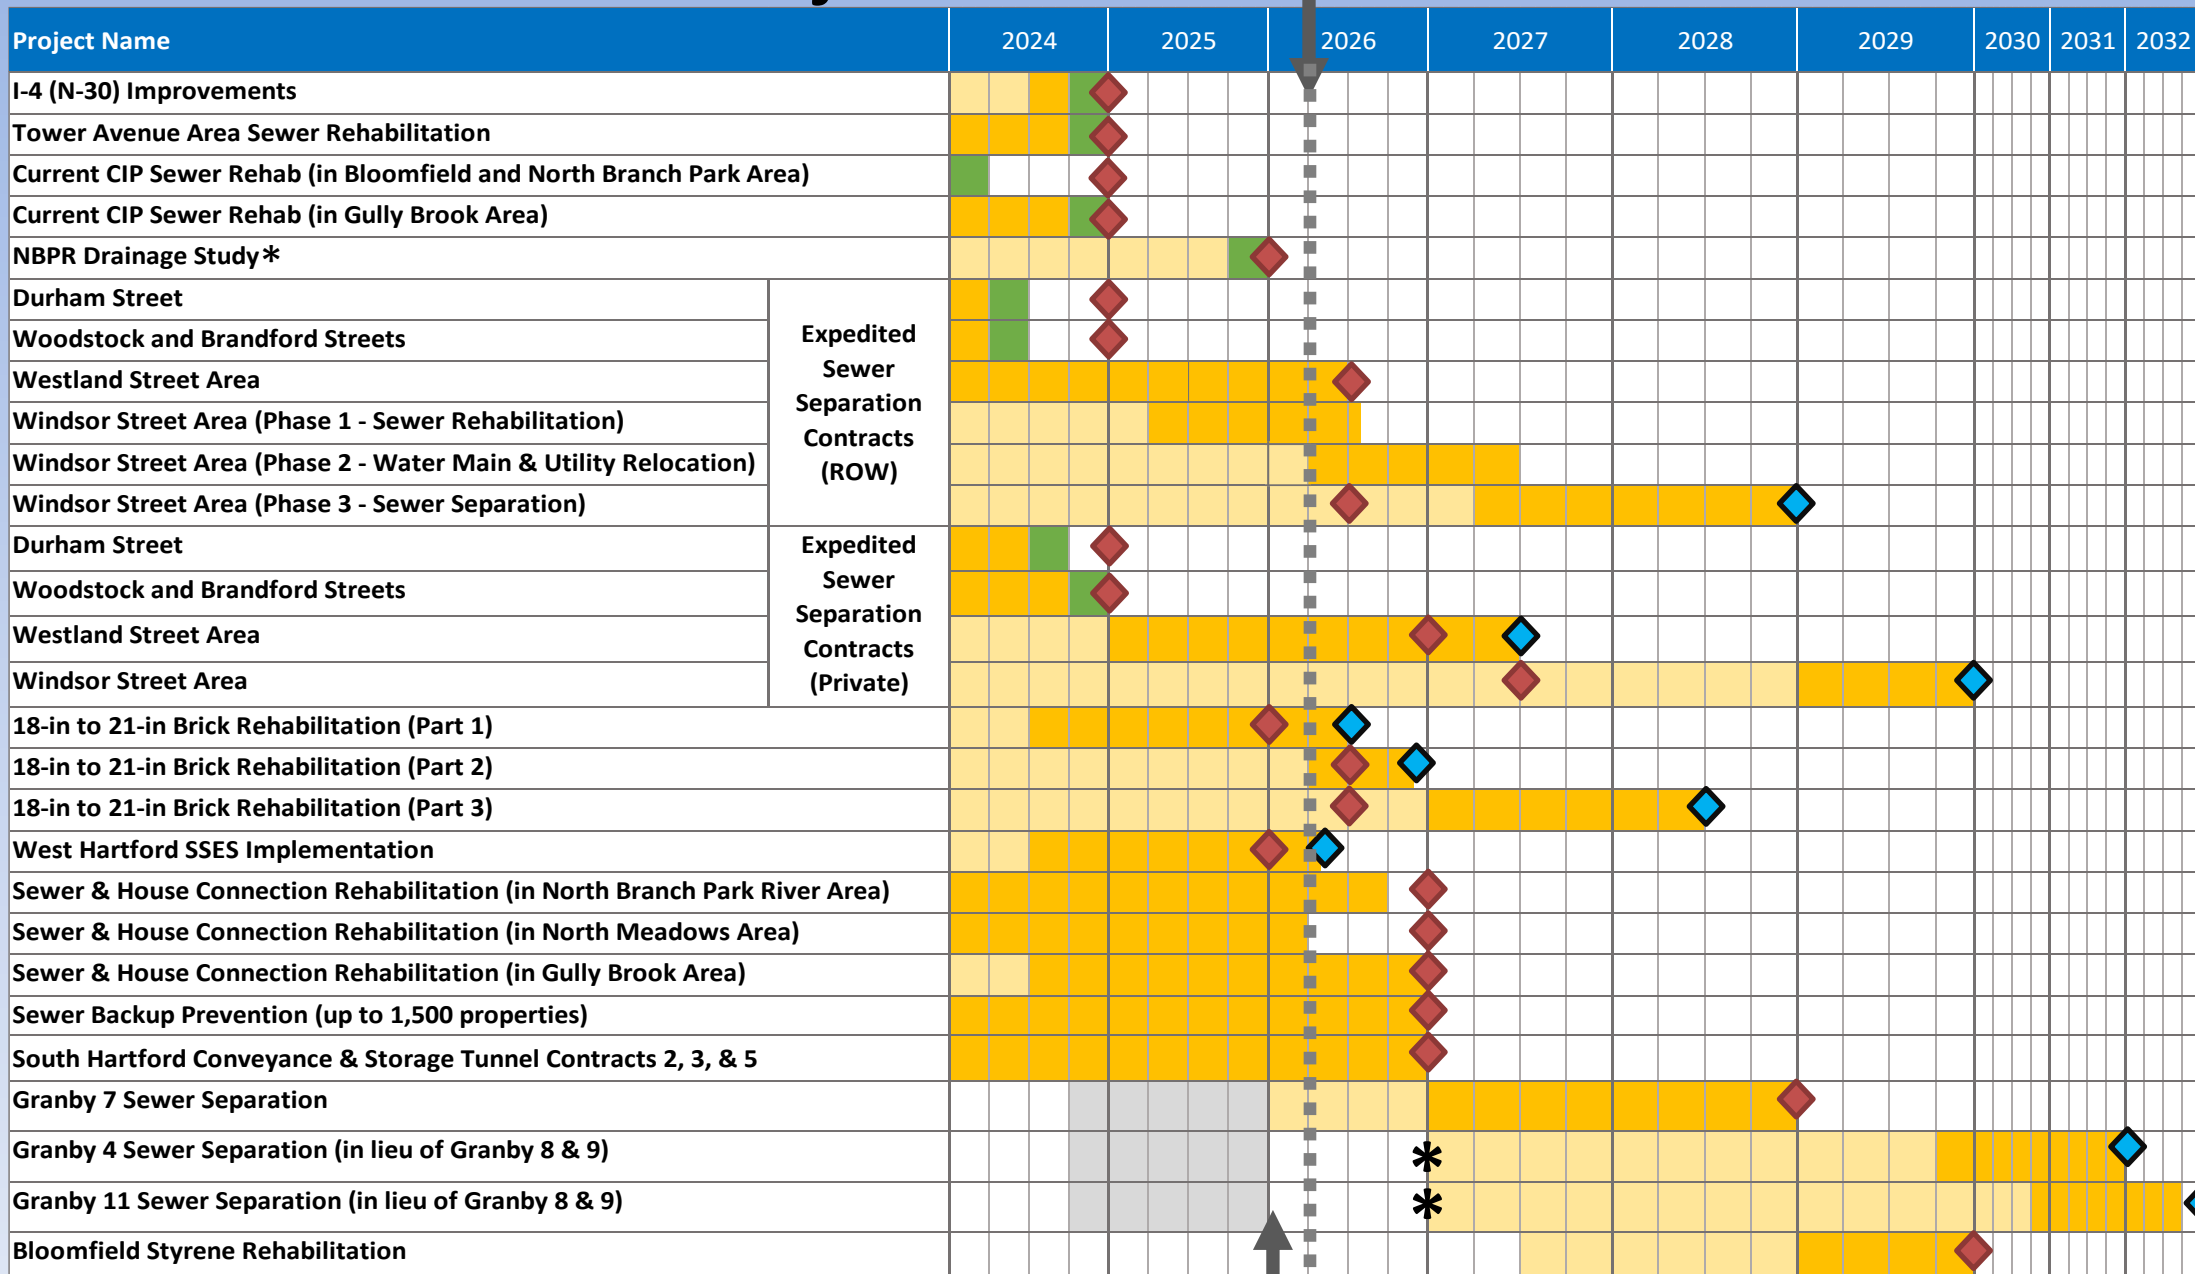 Project Name 2024 2025 2026 2027 2028 2029 2030 2031 2032
I-4 (N-30) Improvements
Tower Avenue Area Sewer Rehabilitation
Current CIP Sewer Rehab (in Bloomfield and North Branch Park Area)
Current CIP Sewer Rehab (in Gully Brook Area)
NBPR Drainage Study*
Durham Street
Woodstock and Brandford Streets
Westland Street Area
Windsor Street Area (Phase 1 - Sewer Rehabilitation)
Windsor Street Area (Phase 2 - Water Main & Utility Relocation)
Windsor Street Area (Phase 3 - Sewer Separation)
Expedited
Sewer
Separation
Contracts
(ROW)
Durham Street
Woodstock and Brandford Streets
Westland Street Area
Windsor Street Area
Expedited
Sewer
Separation
Contracts
(Private)
18-in to 21-in Brick Rehabilitation (Part 1)
18-in to 21-in Brick Rehabilitation (Part 2)
18-in to 21-in Brick Rehabilitation (Part 3)
West Hartford SSES Implementation
Sewer & House Connection Rehabilitation (in North Branch Park River Area)
Sewer & House Connection Rehabilitation (in North Meadows Area)
Sewer & House Connection Rehabilitation (in Gully Brook Area)
Sewer Backup Prevention (up to 1,500 properties)
South Hartford Conveyance & Storage Tunnel Contracts 2, 3, & 5
Granby 7 Sewer Separation
Granby 4 Sewer Separation (in lieu of Granby 8 & 9) *
Granby 11 Sewer Separation (in lieu of Granby 8 & 9) *
Bloomfield Styrene Rehabilitation